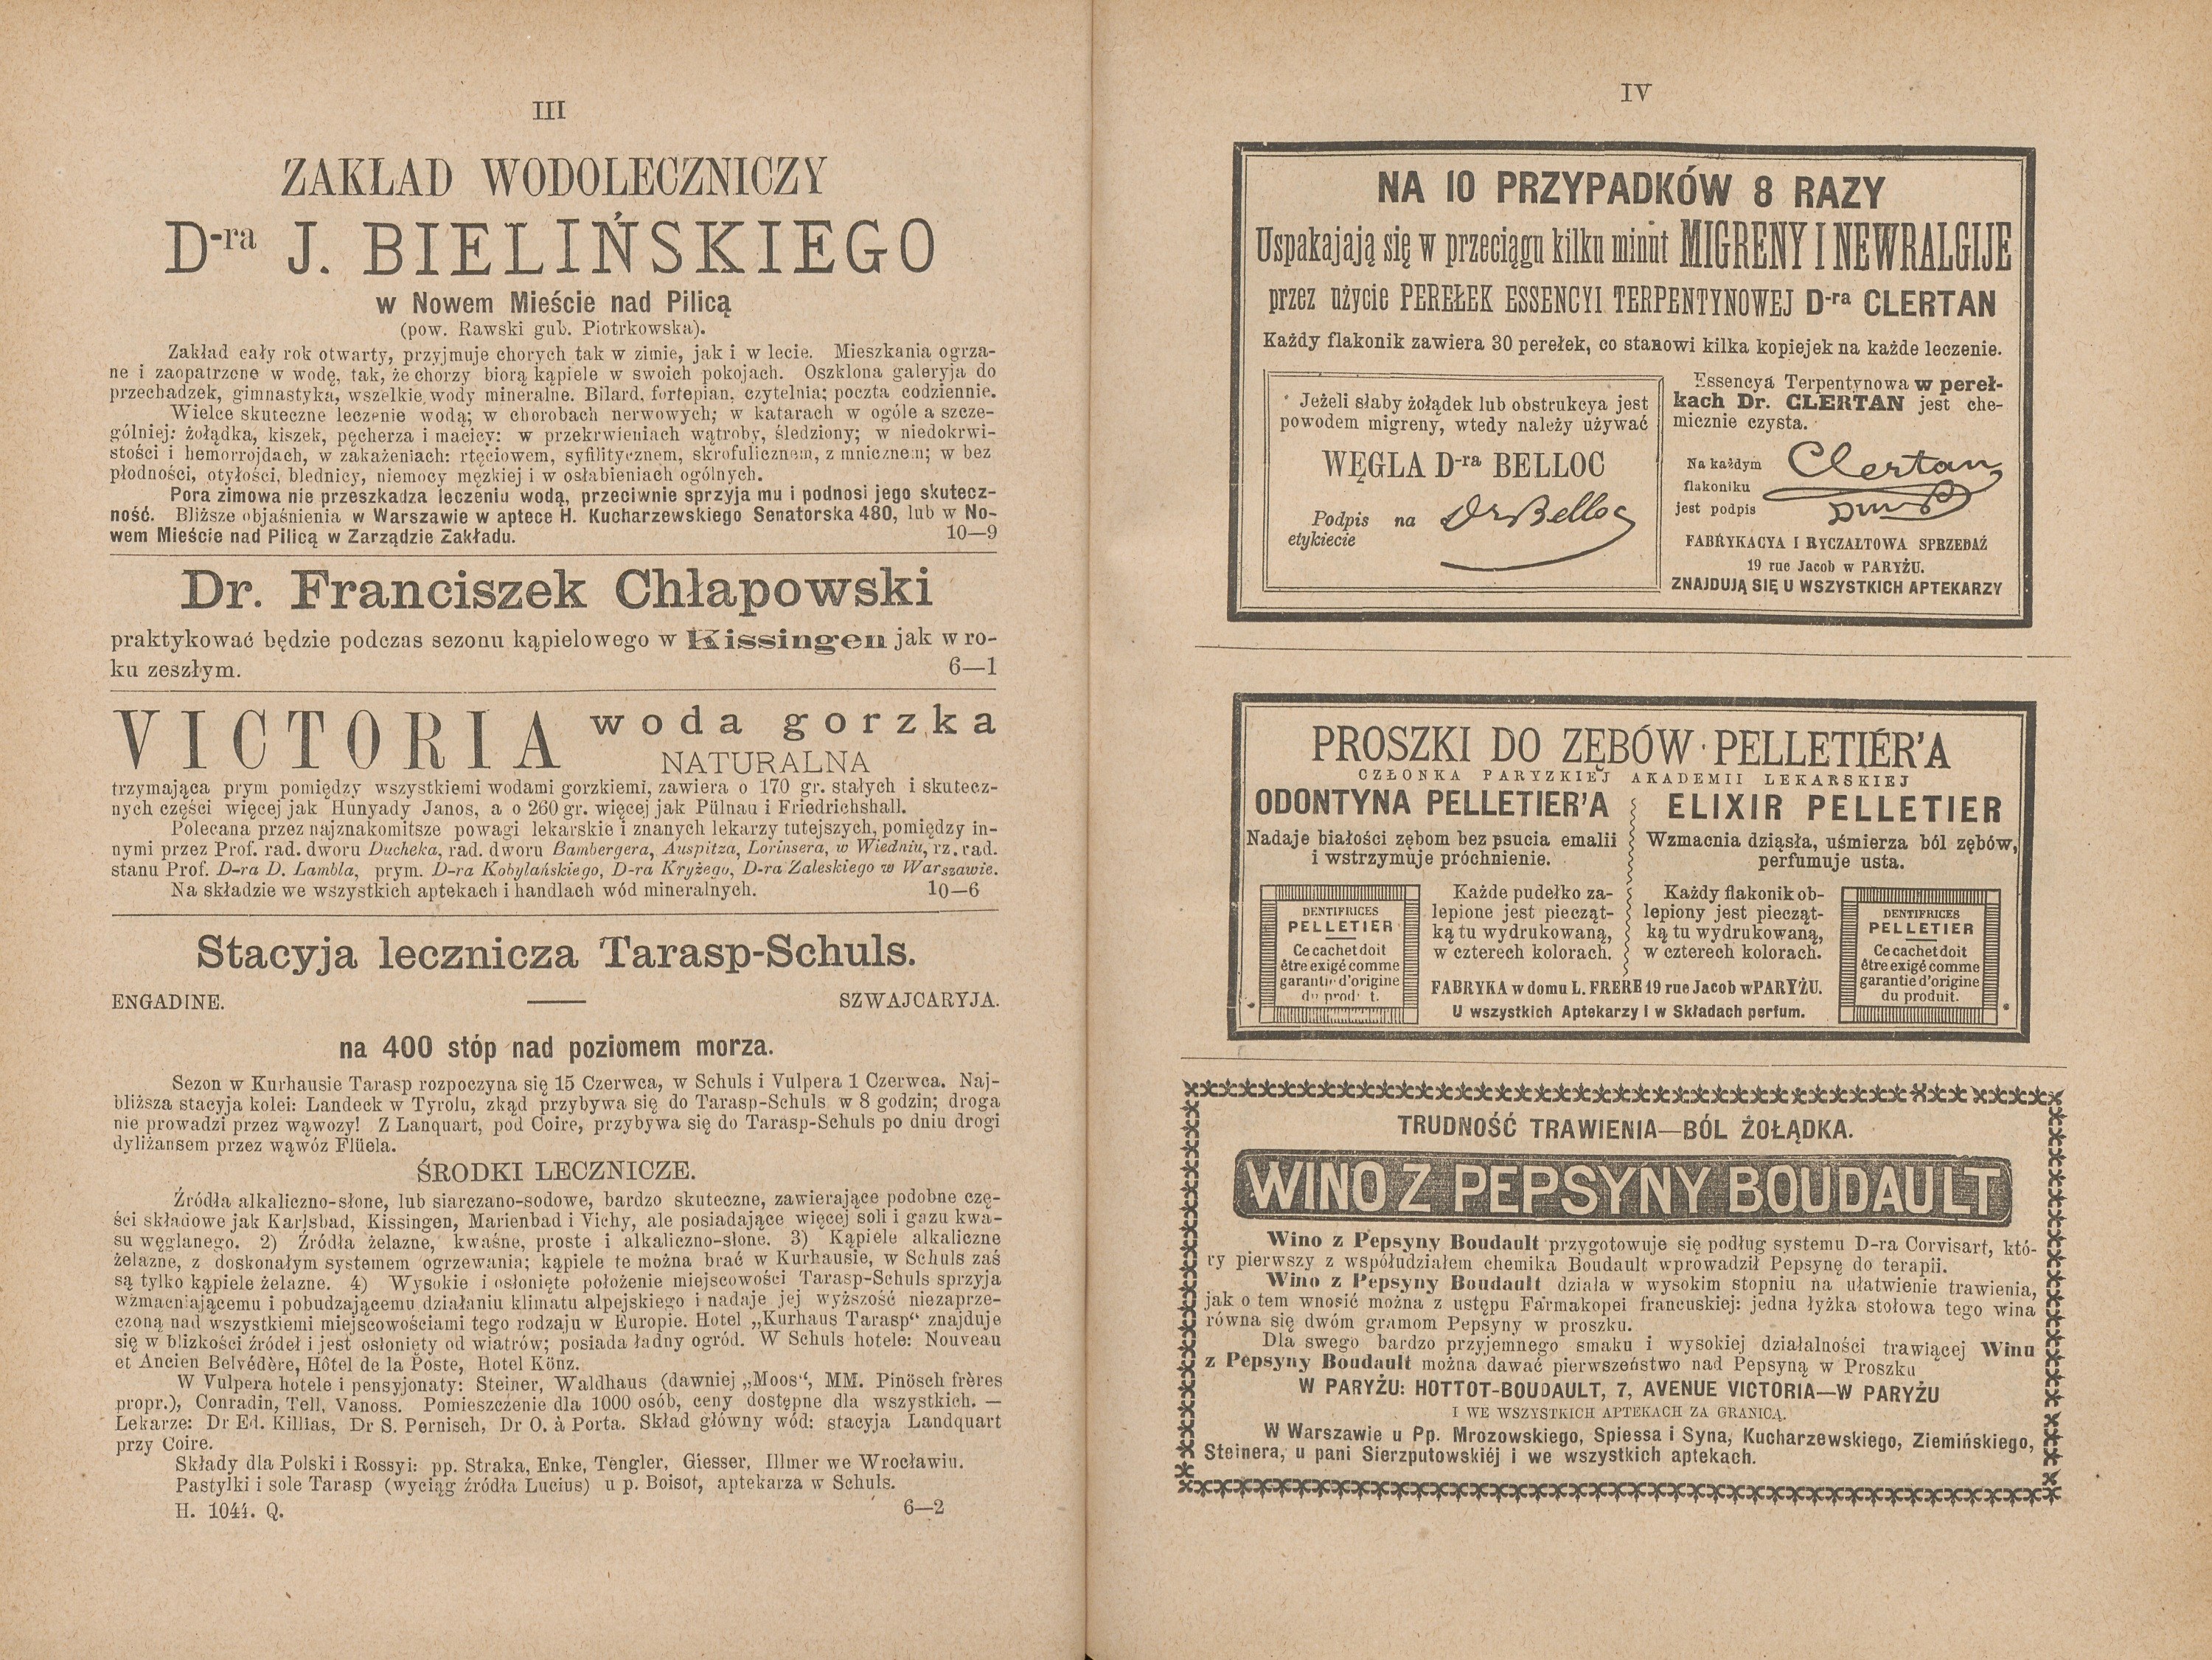 III
ZAKŁAD WODOLECZNICZY
D-ra J. BIELIŃSKIEGO
w Nowem Mieście nad Pilicą
(pow. Rawski gub. Piotrkowska).
Zakład cały rok otwarty, przyjmuje chorych tak w zimie, jak i w lecie. Mieszkania ogrza-
ne i zaopatrzone w wodę, tak, że chorzy biorą kąpiele w swoich pokojach. Oszklona galeryja do
przechadzek, gimnastyka, wszelkie wody mineralne. Bilard, fortepian, czytelnia; poczta codziennie.
Wielce skuteczne leczenie wodą; w chorobach nerwowych; w katarach w ogóle a szcze-
gólniej: żołądka, kiszek, pęcherza i macicy: w przekrwieniach wątroby, śledziony; w niedokrwi-
stości i hemorrojdach, w zakażeniach: rtęciowem, syfilitycznem, skrofulicznem, zimnicznem; w bez
płodności, otyłości, blednicy, niemocy męzkiej i w osłabieniach ogólnych.
Pora zimowa nie przeszkadza leczeniu wodą, przeciwnie sprzyja mu i podnosi jego skutecz-
ność. Bliższe objaśnienia w Warszawie w aptece H. Kucharzewskiego Senatorska 480, lub w No-
wem Mieście nad Pilicą w Zarządzie Zakładu. 10—9
Dr. Franciszek Chłapowski
praktykować będzie podczas sezonu kąpielowego w Kissingen jak w ro-
ku zeszłym. 6—1
VICTORIA woda gorzka
NATURALNA
trzymająca prym pomiędzy wszystkiemi wodami gorzkiemi, zawiera o 170 gr. stałych i skutecz-
nych części więcej jak Hunyady Janos, a o 260 gr. więcej jak Pülnau i Friedrichshall.
Polecana przez najznakomitsze powagi lekarskie i znanych lekarzy tutejszych, pomiędzy in-
nymi przez Prof. rad. dworu Ducheka, rad. dworu Bambergera, Auspitza, Lorinsera, w Wiedniu, rz. rad.
stanu Prof. D-ra D. Lambla, prym. D-ra Kobylańskiego, D-ra Kryżego, D-ra Zaleskiego w Warszawie.
Na składzie we wszystkich aptekach i handlach wód mineralnych. 10—6
Stacyja lecznicza Tarasp-Schuls.
ENGADINE. — SZWAJCARYJA.
na 400 stóp nad poziomem morza.
Sezon w Kurhausie Tarasp rozpoczyna się 15 Czerwca, w Schuls i Vulpera 1 Czerwca. Naj-
bliższa stacyja kolei: Landeck w Tyrolu, zkąd przybywa się do Tarasp-Schuls w 8 godzin; droga
nie prowadzi przez wąwozy! Z Lanquart, pod Coire, przybywa się do Tarasp-Schuls po dniu drogi
dyliżansem przez wąwóz Flüela.
ŚRODKI LECZNICZE.
Źródła alkaliczno-słone, lub siarczano-sodowe, bardzo skuteczne, zawierające podobne czę-
ści składowe jak Karlsbad, Kissingen, Marienbad i Vichy, ale posiadające więcej soli i gazu kwa-
su węglanego. 2) Źródła żelazne, kwaśne, proste i alkaliczno-słone. 3) Kąpiele alkaliczne
żelazne, z doskonałym systemem ogrzewania; kąpiele te można brać w Kurhausie, w Schuls zaś
są tylko kąpiele żelazne. 4) Wysokie i osłonięte położenie miejscowości Tarasp-Schuls sprzyja
wzmacniającemu i pobudzającemu działaniu klimatu alpejskiego i nadaje jej wyższość niezaprze-
czoną nad wszystkiemi miejscowościami tego rodzaju w Europie. Hotel „Kurhaus Tarasp“ znajduje
się w blizkości źródeł i jest osłonięty od wiatrów; posiada ładny ogród. W Schuls hotele: Nouveau
et Ancien Belvédère, Hôtel de la Poste, Hotel Könz.
W Vulpera hotele i pensyjonaty: Steiner, Waldhaus (dawniej „Moos“, MM. Pinösch frères
propr.), Conradin, Tell, Vanoss. Pomieszczenie dla 1000 osób, ceny dostępne dla wszystkich. —
Lekarze: Dr Ed. Killias, Dr S. Pernisch, Dr O. à Porta. Skład główny wód: stacyja Landquart
przy Coire.
Składy dla Polski i Rossyi: pp. Straka, Enke, Tengler, Giesser, Illmer we Wrocławiu.
Pastylki i sole Tarasp (wyciąg źródła Lucius) u p. Boisot, aptekarza w Schuls.
H. 1044. Q. 6—2
IV
NA 10 PRZYPADKÓW 8 RAZY
Uspakajają się w przeciągu kilku minut MIGRENY I NEWRALGIJE
przez użycie PEREŁEK ESSENCYI TERPENTYNOWEJ D-ra CLERTAN
Każdy flakonik zawiera 30 perełek, co stanowi kilka kopiejek na każde leczenie.
Jeżeli słaby żołądek lub obstrukcya jest
powodem migreny, wtedy należy używać
WĘGLA D-ra BELLOC
Podpis na
etykiecie
Dr Belloc
Essencya Terpentynowa w pereł-
kach Dr. CLERTAN jest che-
micznie czysta.
Na każdym
flakoniku
jest podpis
Clertan
FABRYKACYA I RYCZAŁTOWA SPRZEDAŻ
19 rue Jacob w PARYŻU.
ZNAJDUJĄ SIĘ U WSZYSTKICH APTEKARZY
PROSZKI DO ZĘBÓW PELLETIÉR'A
CZŁONKA PARYZKIEJ AKADEMII LEKARSKIEJ
ODONTYNA PELLETIER'A
Nadaje białości zębom bez psucia emalii
i wstrzymuje próchnienie.
ELIXIR PELLETIER
Wzmacnia dziąsła, uśmierza ból zębów,
perfumuje usta.
DENTIFRICES
PELLETIER
Ce cachet doit
être exigé comme
garantie d'origine
du produit.
Każde pudełko za-
lepione jest piecząt-
ką tu wydrukowaną,
w czterech kolorach.
Każdy flakonik ob-
lepiony jest piecząt-
ką tu wydrukowaną,
w czterech kolorach.
DENTIFRICES
PELLETIER
Ce cachet doit
être exigé comme
garantie d'origine
du produit.
FABRYKA w domu L. FRERE 19 rue Jacob w PARYŻU.
U wszystkich Aptekarzy i w Składach perfum.
TRUDNOŚĆ TRAWIENIA—BÓL ŻOŁĄDKA.
WINO Z PEPSYNY BOUDAULT
Wino z Pepsyny Boudault przygotowuje się podług systemu D-ra Corvisart, któ-
ry pierwszy z współudziałem chemika Boudault wprowadził Pepsynę do terapii.
Wino z Pepsyny Boudault działa w wysokim stopniu na ułatwienie trawienia,
jak o tem wnosić można z ustępu Farmakopei francuskiej: jedna łyżka stołowa tego wina
równa się dwóm gramom Pepsyny w proszku.
Dla swego bardzo przyjemnego smaku i wysokiej działalności trawiącej Winu
z Pepsyny Boudault można dawać pierwszeństwo nad Pepsyną w Proszku
W PARYŻU: HOTTOT-BOUDAULT, 7, AVENUE VICTORIA—W PARYŻU
I WE WSZYSTKICH APTEKACH ZA GRANICĄ.
W Warszawie u Pp. Mrozowskiego, Spiessa i Syna, Kucharzewskiego, Ziemińskiego,
Steinera, u pani Sierzputowskiéj i we wszystkich aptekach.